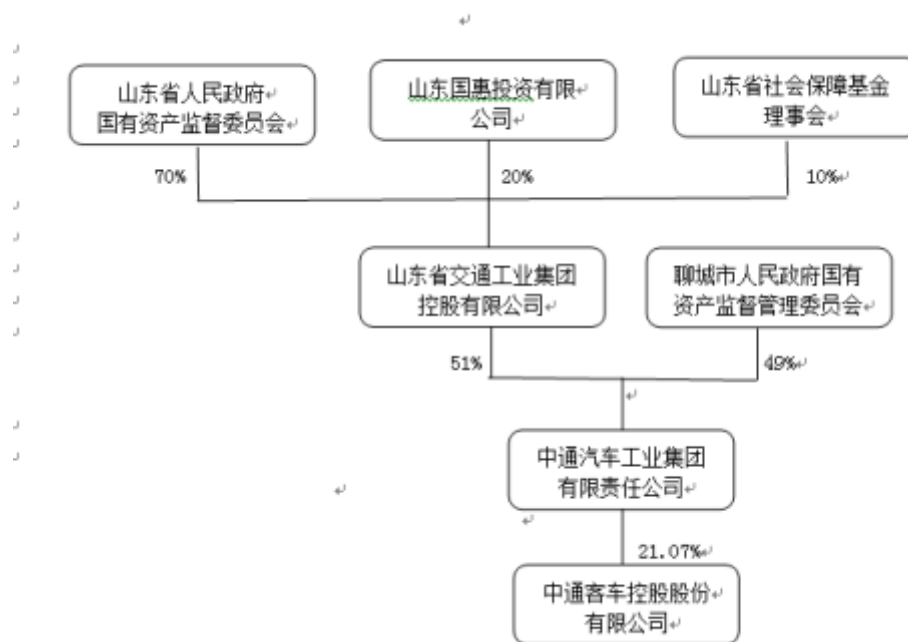 山东省人民政府
国有资产监督委员会
山东国惠投资有限
公司
山东省社会保障基金
理事会
70%
20%
10%
山东省交通工业集团
控股有限公司
聊城市人民政府国有
资产监督管理委员会
51%
49%
中通汽车工业集团
有限责任公司
21.07%
中通客车控股股份
有限公司